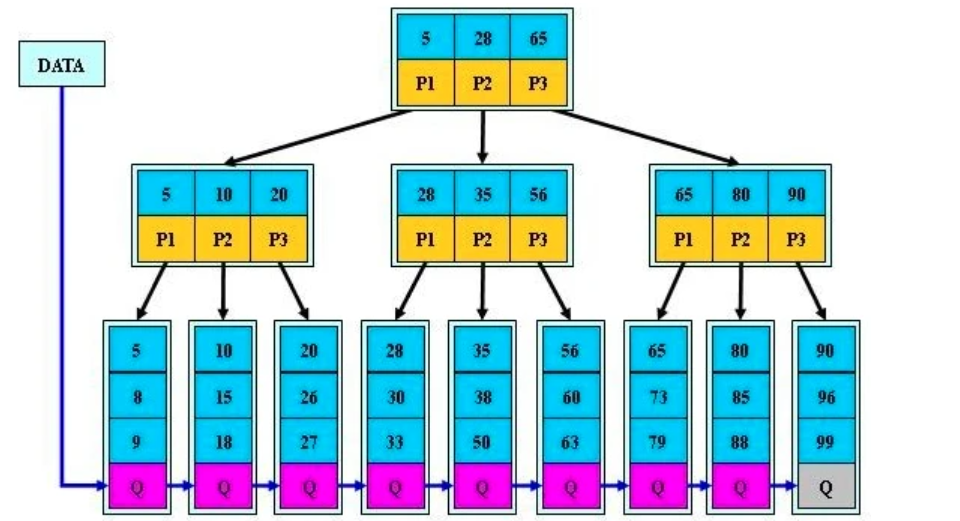 5 28 65
DATA
P1 P2 P3
5 10 20 28 35 56 65 80 90
P1 P2 P3 P1 P2 P3 P1 P2 P3
5 10 20 28 35 56 65 80 90
8 15 26 30 38 60 73 85 96
9 18 27 33 50 63 79 88 99
Q Q Q Q Q Q Q Q Q